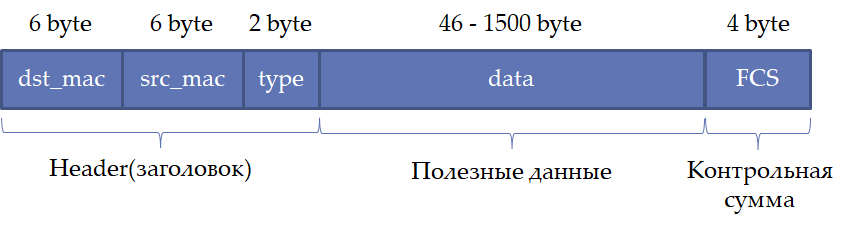 6 byte 6 byte 2 byte 46 - 1500 byte 4 byte
dst_mac src_mac type data FCS
Header(заголовок) Полезные данные Контрольная
сумма